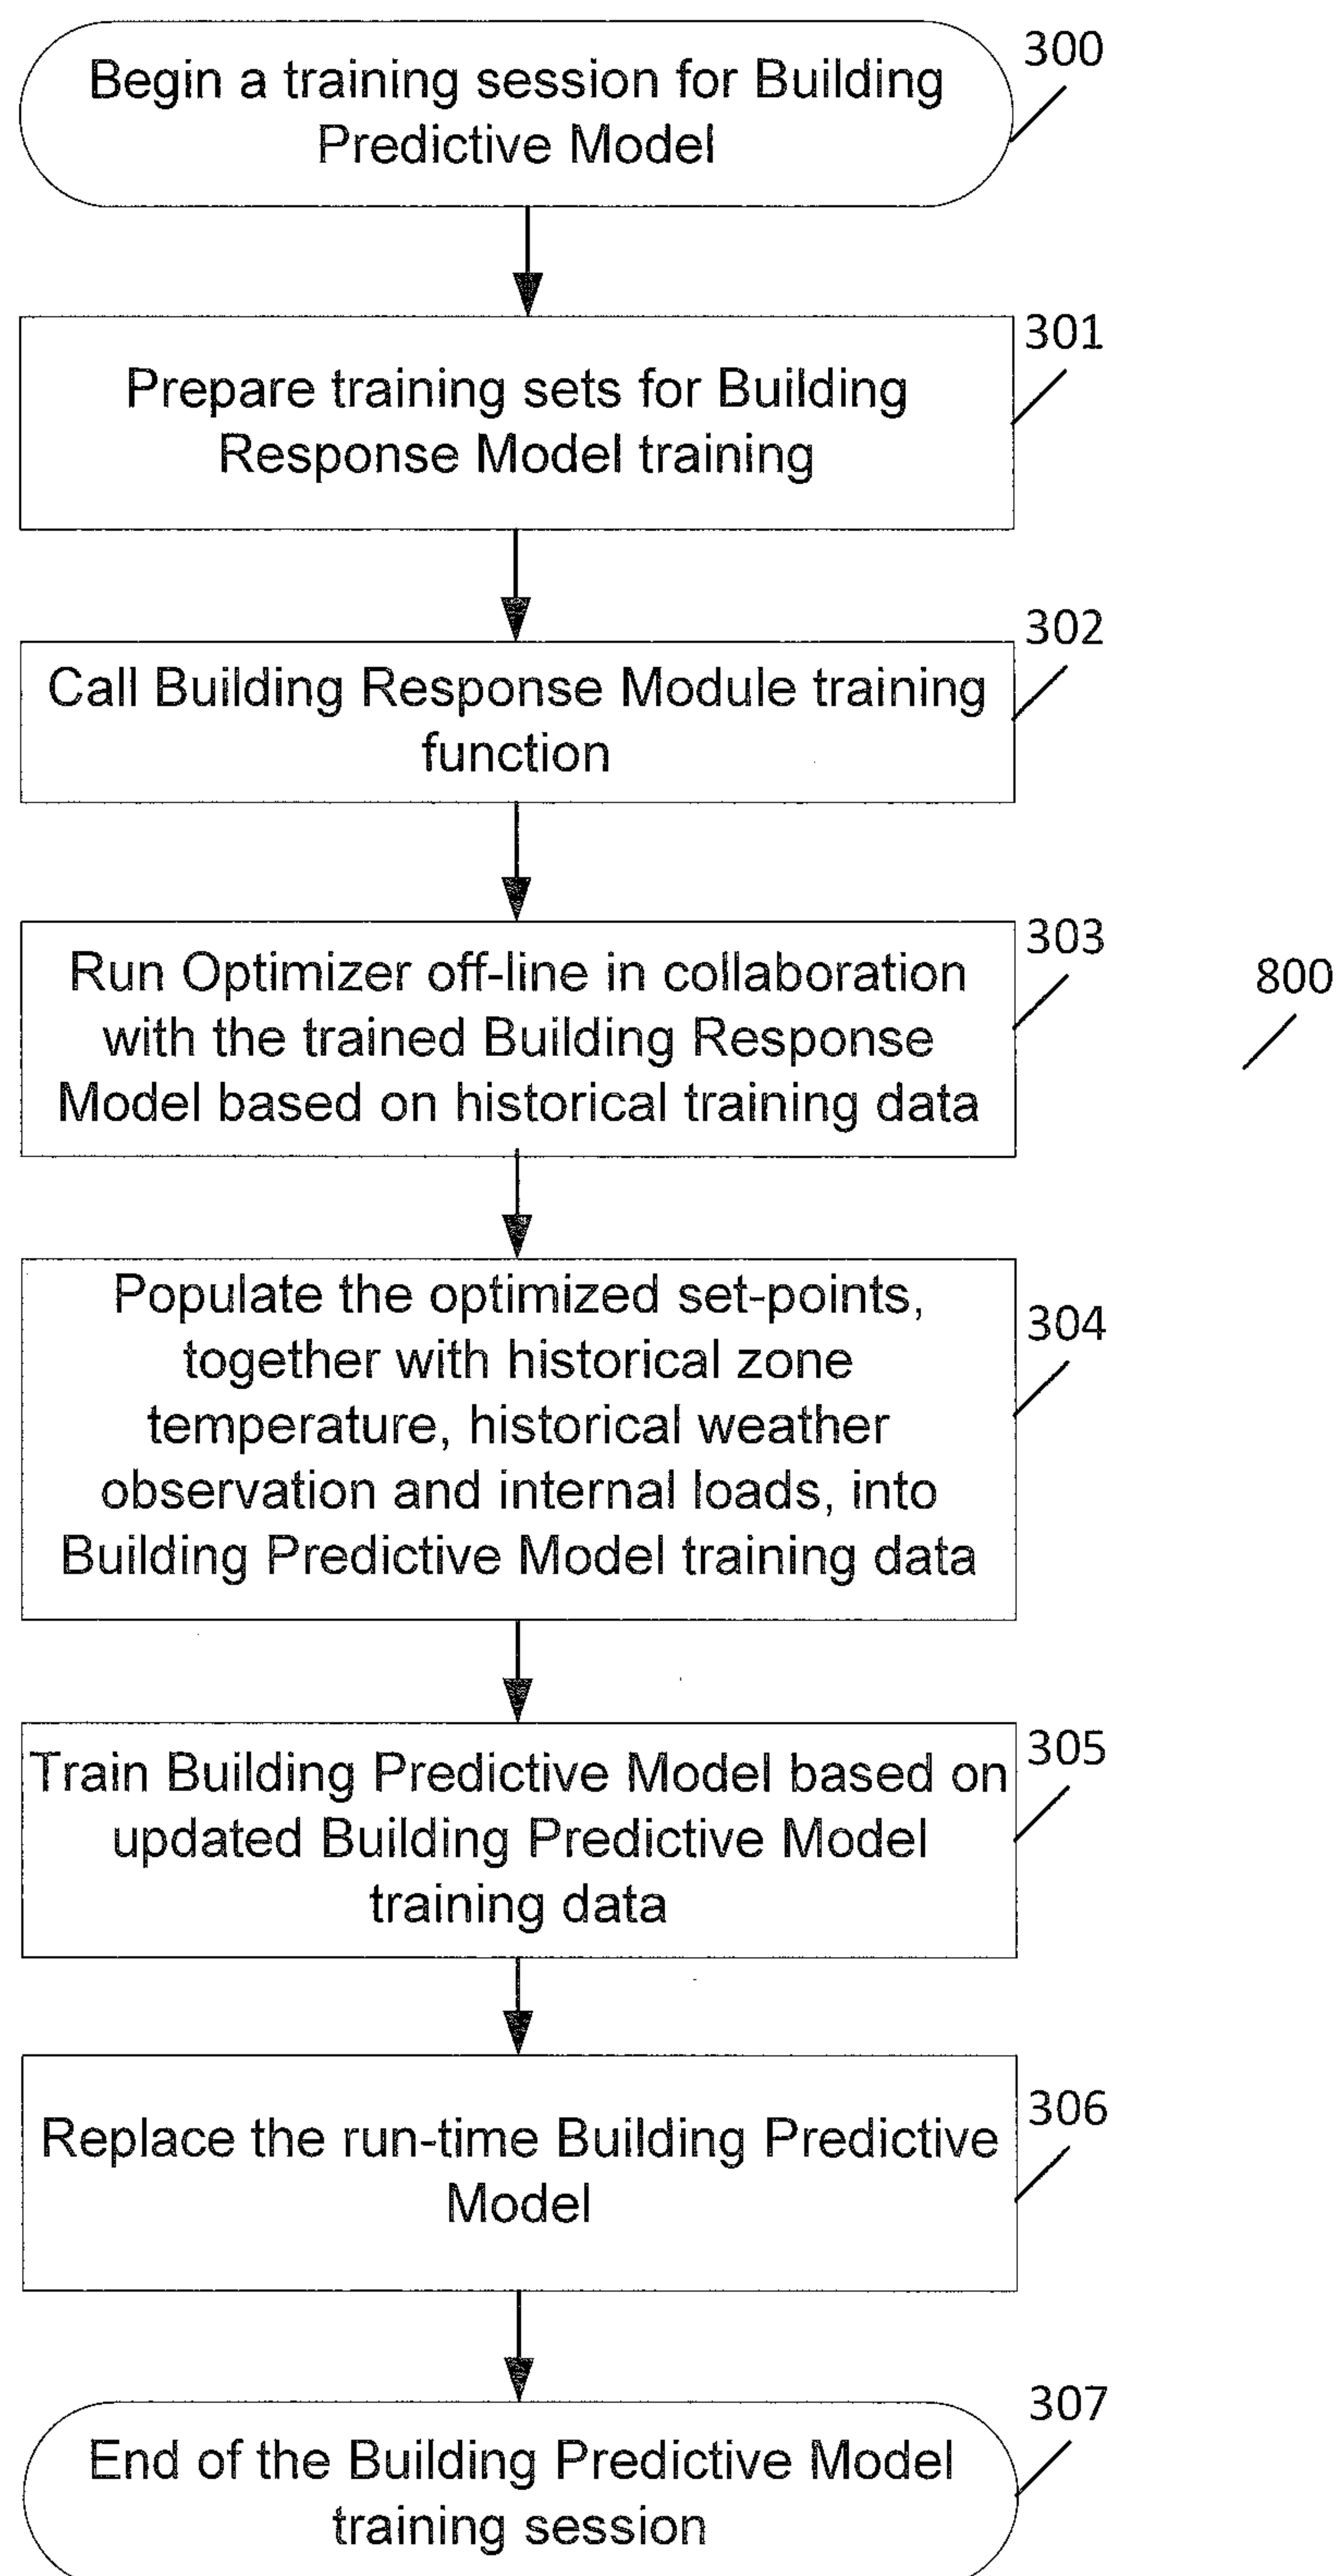 300
Begin a training session for Building
Predictive Model
301
Prepare training sets for Building
Response Model training
302
Call Building Response Module training
function
303
Run Optimizer off-line in collaboration
with the trained Building Response
Model based on historical training data
800
304
Populate the optimized set-points,
together with historical zone
temperature, historical weather
observation and internal loads, into
Building Predictive Model training data
305
Train Building Predictive Model based on
updated Building Predictive Model
training data
306
Replace the run-time Building Predictive
Model
307
End of the Building Predictive Model
training session